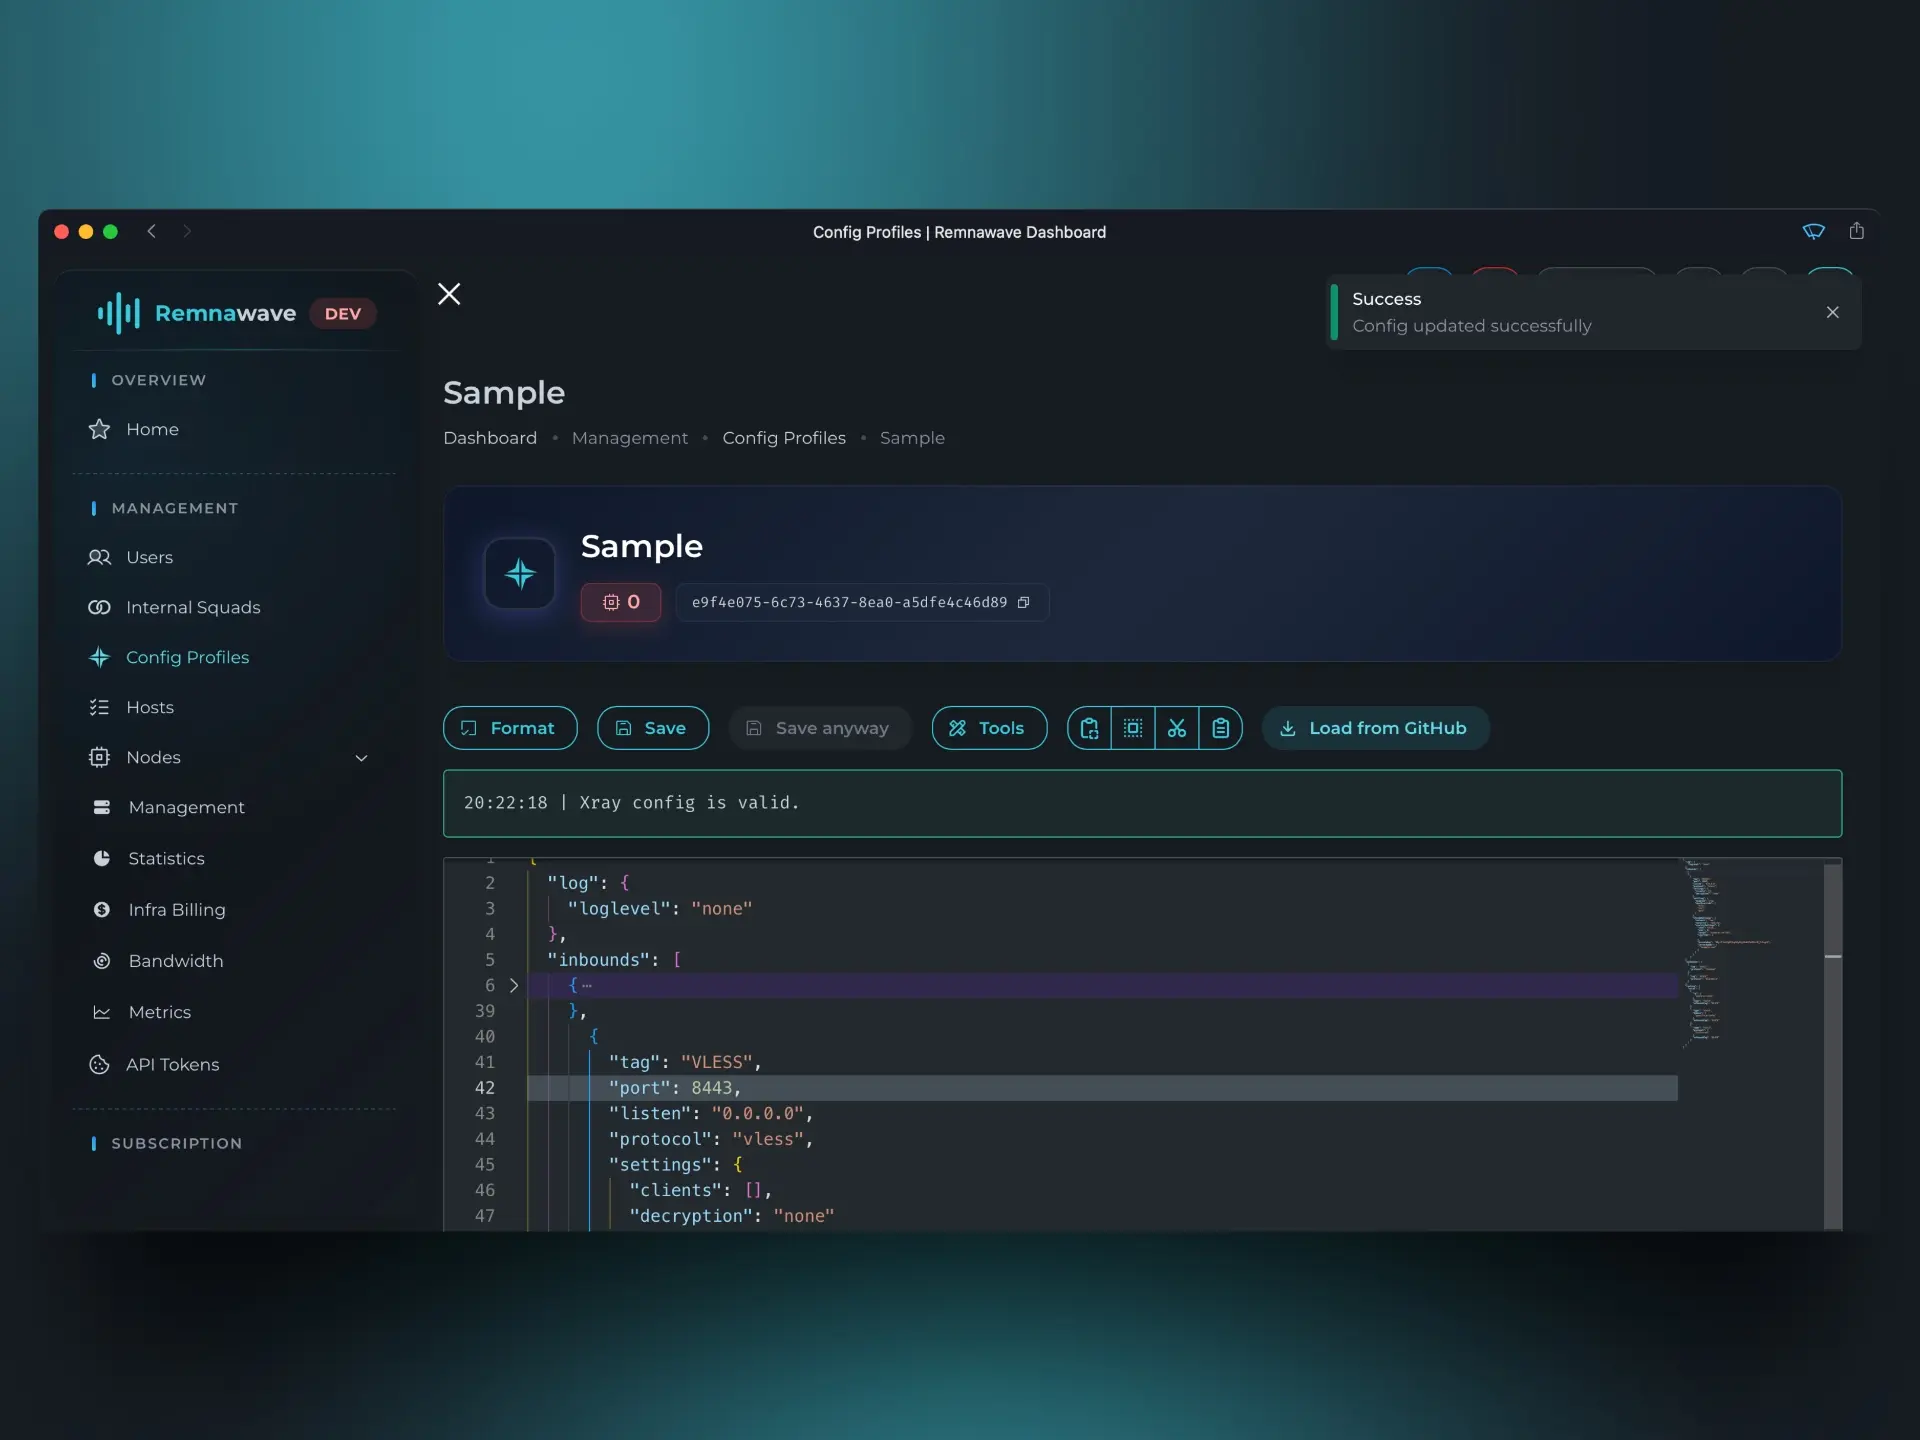 Config Profiles | Remnawave Dashboard
Remnawave DEV
OVERVIEW
Home
MANAGEMENT
Users
Internal Squads
Config Profiles
Hosts
Nodes
Management
Statistics
Infra Billing
Bandwidth
Metrics
API Tokens
SUBSCRIPTION
Success
Config updated successfully
Sample
Dashboard • Management • Config Profiles • Sample
Sample
0 e9f4e075-6c73-4637-8ea0-a5dfe4c46d89
Format Save Save anyway Tools Load from GitHub
20:22:18 | Xray config is valid.
1 {
2 "log": {
3 "loglevel": "none"
4 },
5 "inbounds": [
6 { ⋯
39 },
40 {
41 "tag": "VLESS",
42 "port": 8443,
43 "listen": "0.0.0.0",
44 "protocol": "vless",
45 "settings": {
46 "clients": [],
47 "decryption": "none"